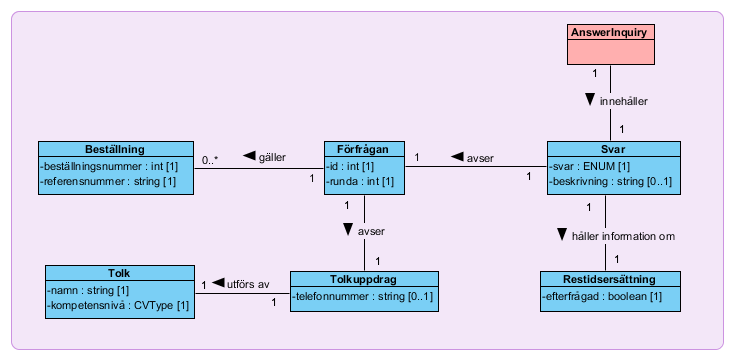 AnswerInquiry
1
innehåller
1
Beställning
-beställningsnummer : int [1]
-referensnummer : string [1]
0..*
gäller
1
Förfrågan
-id : int [1]
-runda : int [1]
1
avser
1
Svar
-svar : ENUM [1]
-beskrivning : string [0..1]
1
avser
1
1
håller information om
1
Tolk
-namn : string [1]
-kompetensnivå : CVType [1]
1
utförs av
1
Tolkuppdrag
-telefonnummer : string [0..1]
Restidsersättning
-efterfrågad : boolean [1]